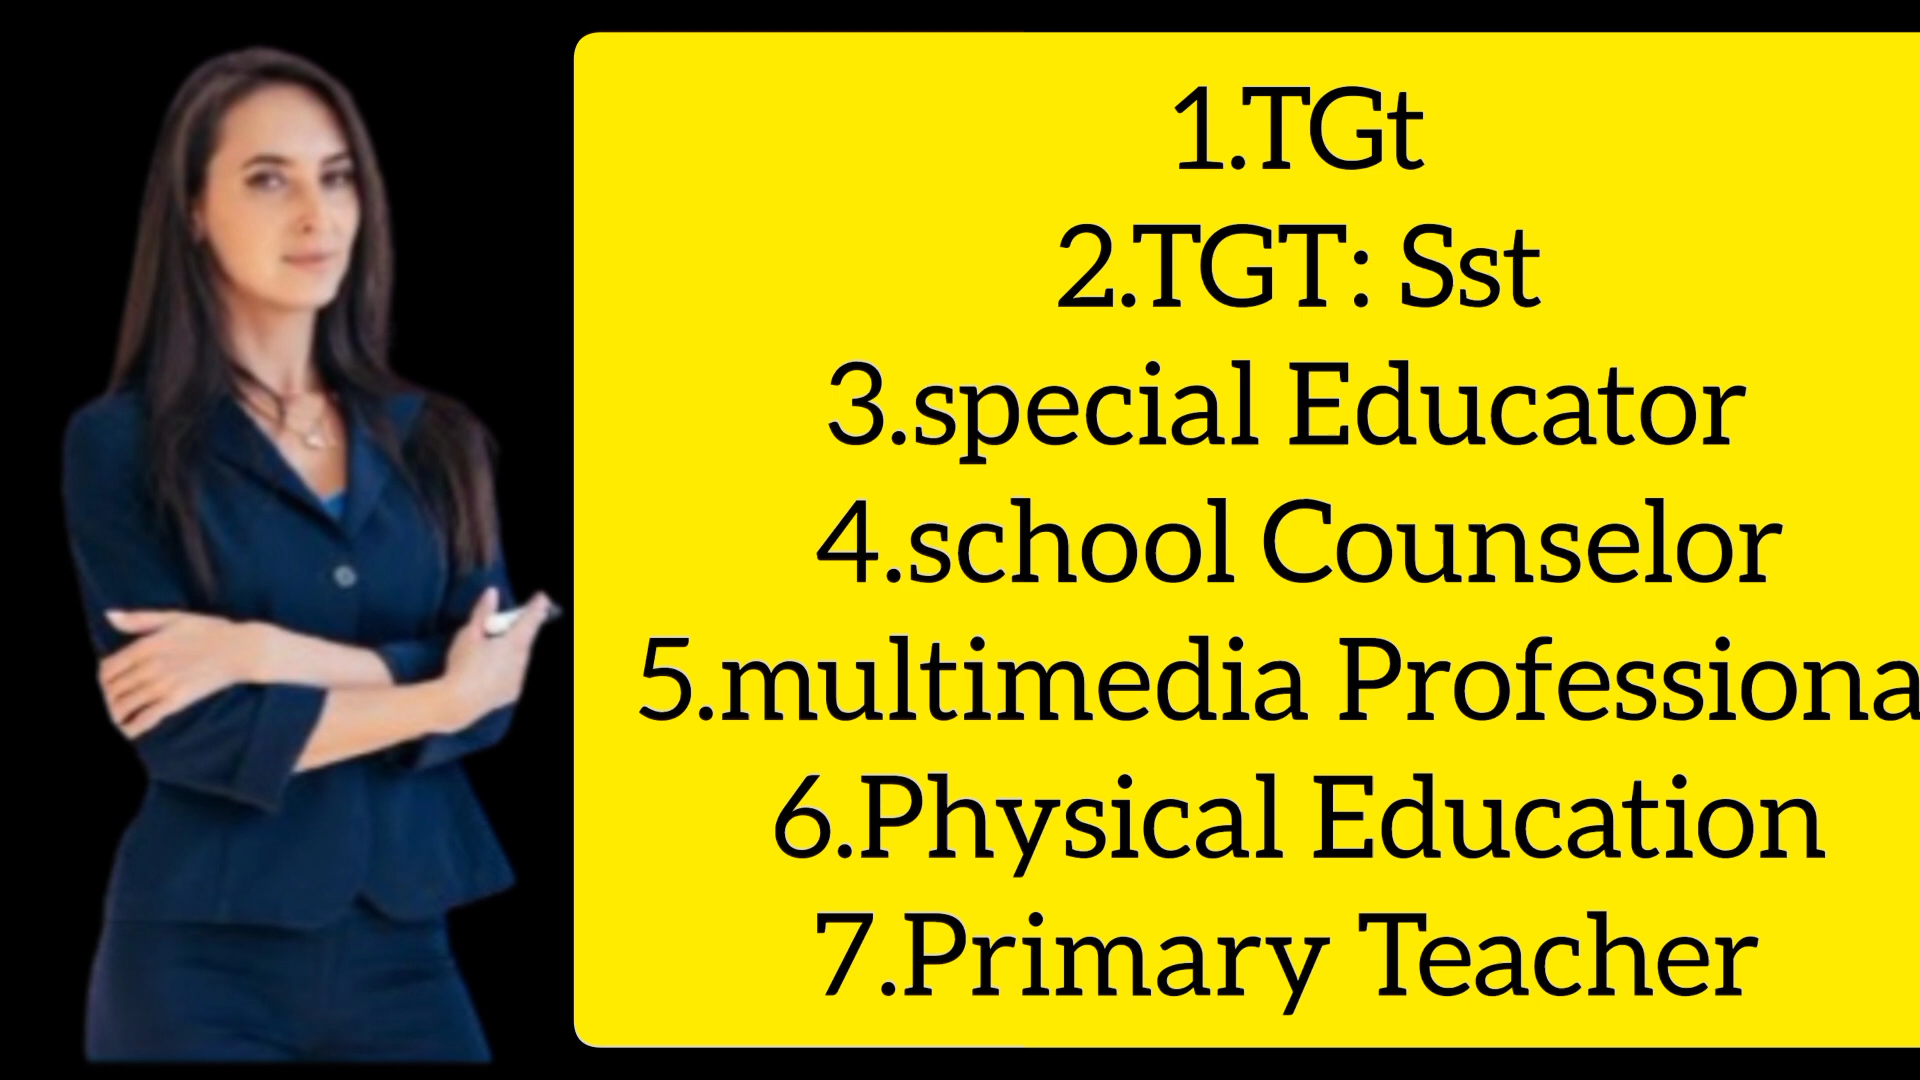 1.TGt
2.TGT: Sst
3.special Educator
4.school Counselor
5.multimedia Professiona
6.Physical Education
7.Primary Teacher